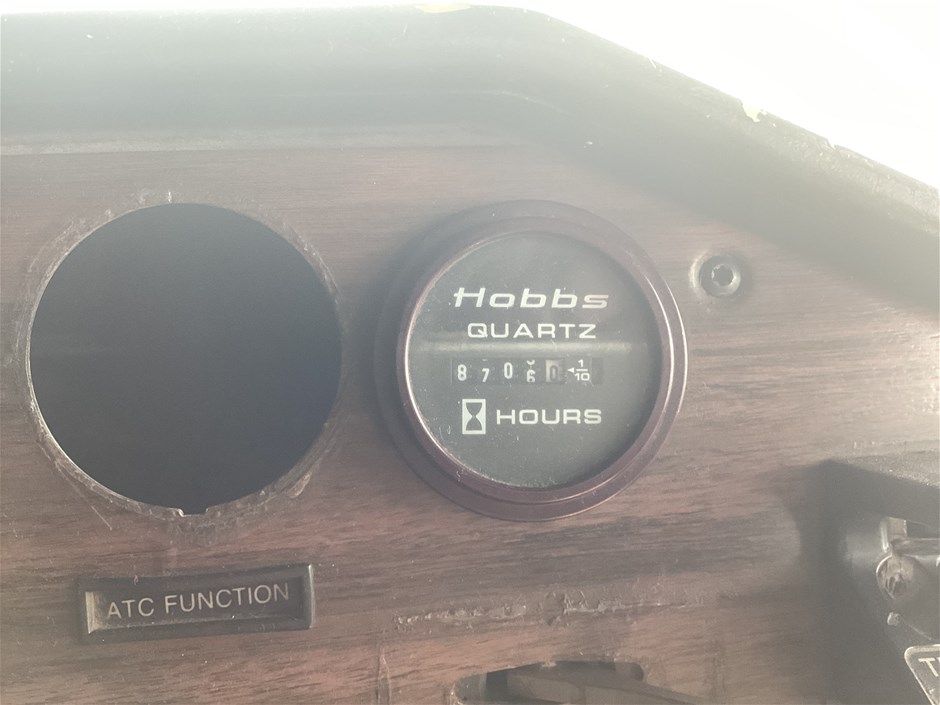 Hobbs
QUARTZ
8 7 0 6 0 1/10
HOURS
ATC FUNCTION